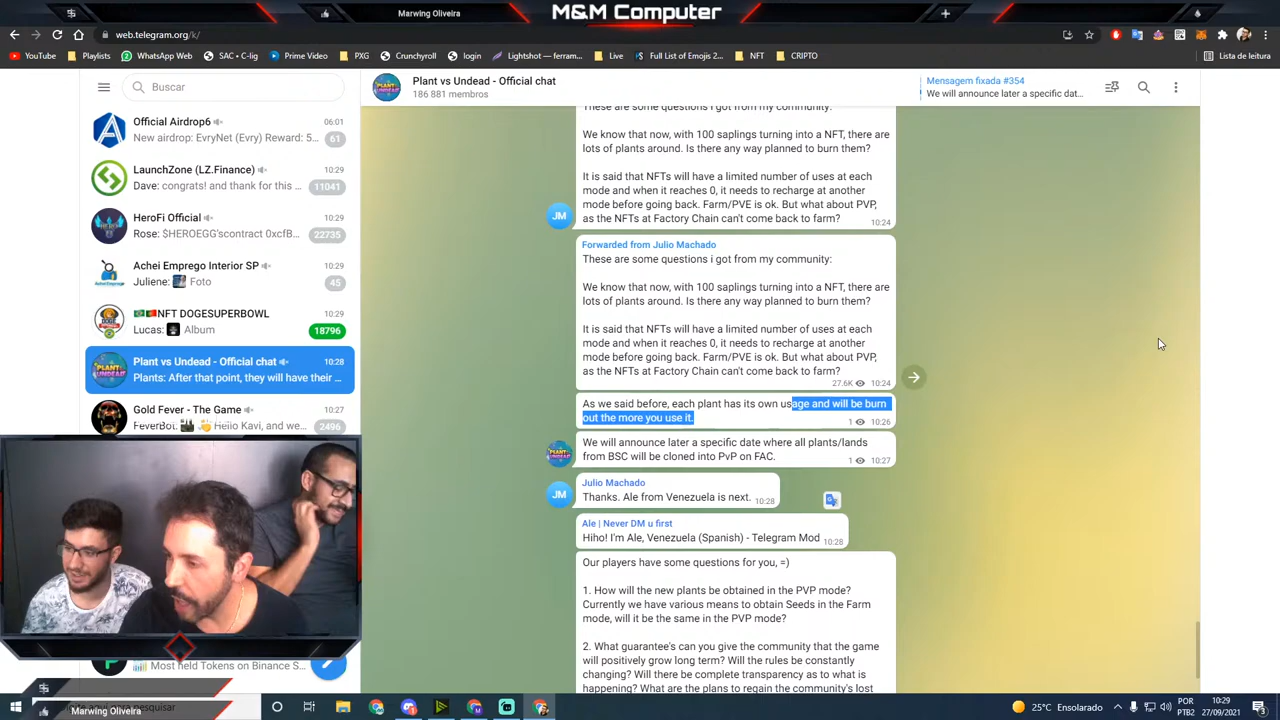 Marwing Oliveira
M&M Computer
web.telegram.org/k/
YouTube
Playlists
WhatsApp Web
SAC • C-lig
Prime Video
PXG
Crunchyroll
login
Lightshot — ferram...
Live
Full List of Emojis |...
NFT
CRIPTO
Lista de leitura
Buscar
Plant vs Undead - Official chat
186 881 membros
Mensagem fixada #354
We will announce later a specific dat...
Official Airdrop6
06:01
New airdrop: EvryNet (Evry) Reward: 5...
61
LaunchZone (LZ.Finance)
10:29
Dave: congrats! and thank for this ...
11041
HeroFi Official
10:29
Rose: $HEROEGG'scontract 0xcfB...
22735
Achei Emprego Interior SP
10:29
Juliene: Foto
45
NFT DOGESUPERBOWL
10:29
Lucas: Album
18796
Plant vs Undead - Official chat
10:28
Plants: After that point, they will have their ...
Gold Fever - The Game
10:27
FeverBot: Hello Kavi, and we...
2496
Most held Tokens on Binance S...
These are some questions i got from my community:
We know that now, with 100 saplings turning into a NFT, there are
lots of plants around. Is there any way planned to burn them?
It is said that NFTs will have a limited number of uses at each
mode and when it reaches 0, it needs to recharge at another
mode before going back. Farm/PVE is ok. But what about PVP,
as the NFTs at Factory Chain can't come back to farm?
10:24
JM
Forwarded from Julio Machado
These are some questions i got from my community:
We know that now, with 100 saplings turning into a NFT, there are
lots of plants around. Is there any way planned to burn them?
It is said that NFTs will have a limited number of uses at each
mode and when it reaches 0, it needs to recharge at another
mode before going back. Farm/PVE is ok. But what about PVP,
as the NFTs at Factory Chain can't come back to farm?
27.6K 10:24
As we said before, each plant has its own usage and will be burn
out the more you use it.
1 10:26
We will announce later a specific date where all plants/lands
from BSC will be cloned into PvP on FAC.
1 10:27
Julio Machado
Thanks. Ale from Venezuela is next.
10:28
JM
Ale | Never DM u first
Hiho! I'm Ale, Venezuela (Spanish) - Telegram Mod
10:28
Our players have some questions for you, =)
1. How will the new plants be obtained in the PVP mode?
Currently we have various means to obtain Seeds in the Farm
mode, will it be the same in the PVP mode?
2. What guarantee's can you give the community that the game
will positively grow long term? Will the rules be constantly
changing? Will there be complete transparency as to what is
happening? What are the plans to regain the community's lost
aqui para pesquisar
Marwing Oliveira
25°C Ensolarado
POR
PTB2
10:29
27/09/2021